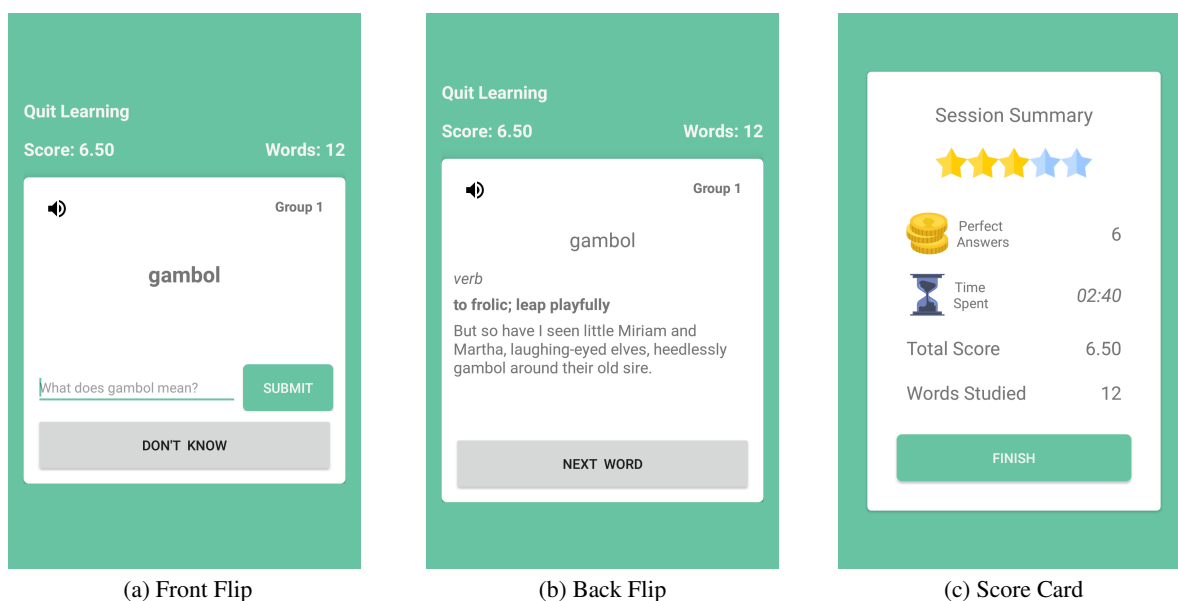 Quit Learning
Score: 6.50 Words: 12
Group 1
gambol
What does gambol mean?
SUBMIT
DON'T KNOW
(a) Front Flip
Quit Learning
Score: 6.50 Words: 12
Group 1
gambol
verb
to frolic; leap playfully
But so have I seen little Miriam and
Martha, laughing-eyed elves, heedlessly
gambol around their old sire.
NEXT WORD
(b) Back Flip
Session Summary
Perfect
Answers
6
Time
Spent
02:40
Total Score 6.50
Words Studied 12
FINISH
(c) Score Card